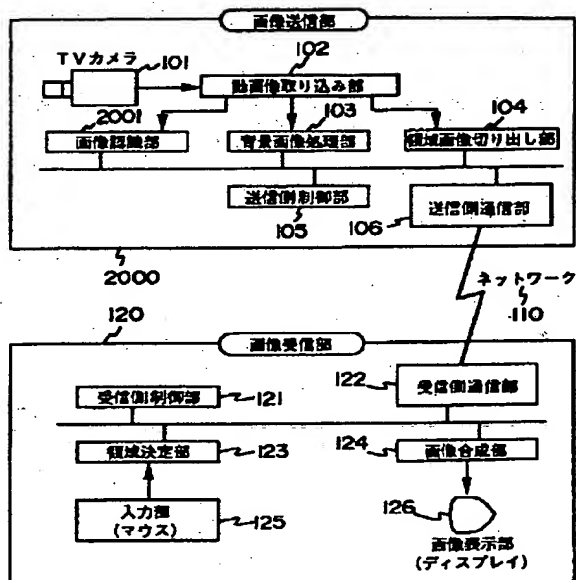 画像送信部
TVカメラ
101
102
動画像取り込み部
2001
画像認識部
103
背景画像処理部
104
領域画像切り出し部
送信側制御部
105
106
送信側通信部
2000
ネットワーク
110
120
画像受信部
受信側制御部
121
122
受信側通信部
領域決定部
123
124
画像合成部
入力部
(マウス)
125
126
画像表示部
(ディスプレイ)